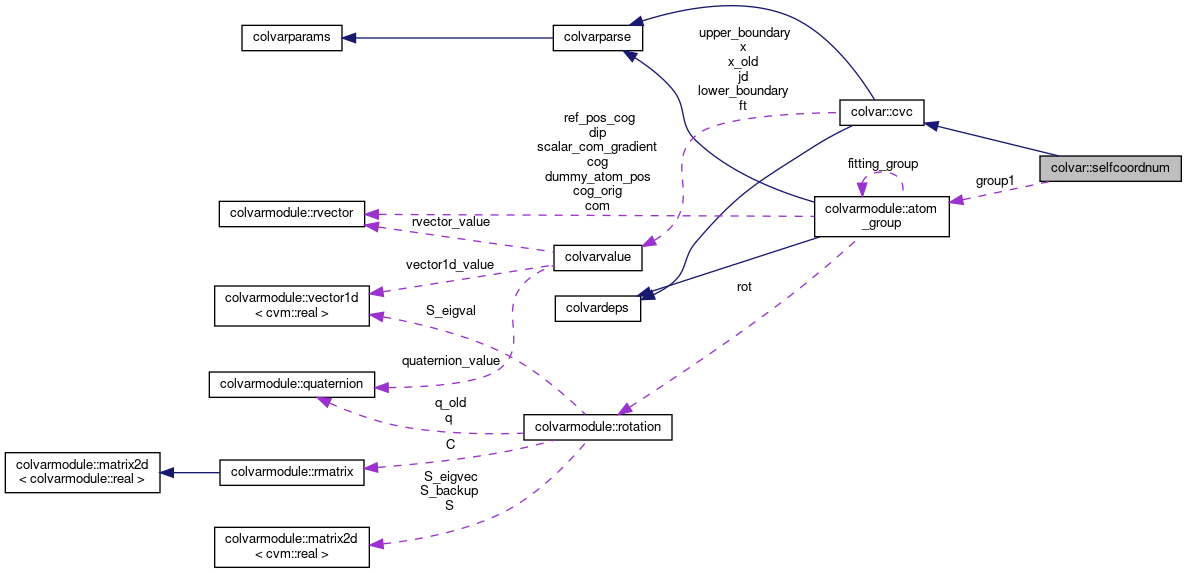 colvarparams
colvarparse
upper_boundary
x
x_old
jd
lower_boundary
ft
colvar::cvc
colvar::selfcoordnum
ref_pos_cog
dip
scalar_com_gradient
cog
dummy_atom_pos
cog_orig
com
fitting_group
group1
colvarmodule::atom
_group
colvarmodule::rvector
rvector_value
colvarvalue
vector1d_value
colvarmodule::vector1d
< cvm::real >
S_eigval
colvardeps
rot
quaternion_value
colvarmodule::quaternion
q_old
q
colvarmodule::rotation
C
colvarmodule::matrix2d
< colvarmodule::real >
colvarmodule::rmatrix
S_eigvec
S_backup
S
colvarmodule::matrix2d
< cvm::real >